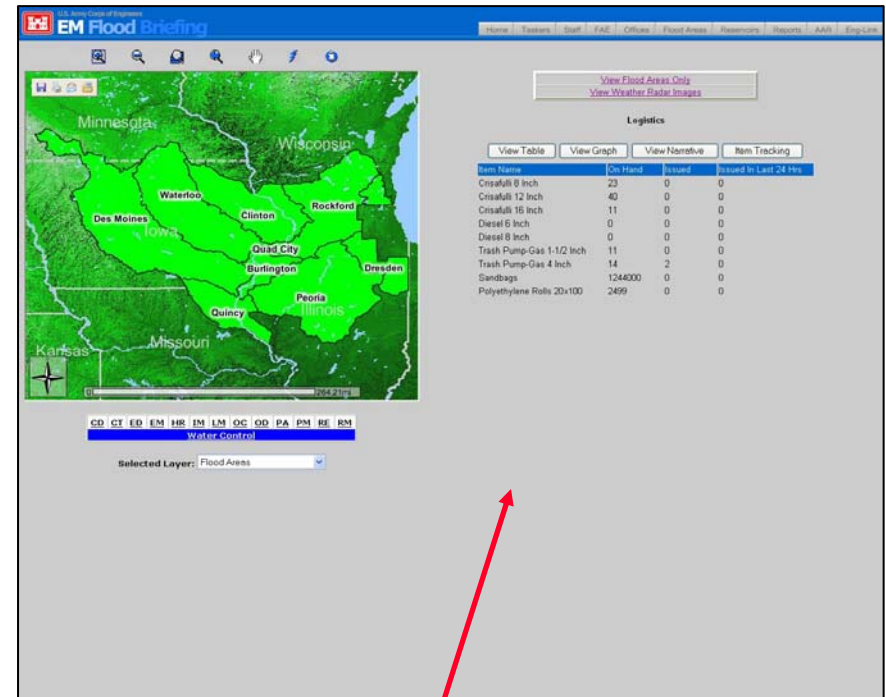 U.S. Army Corps of Engineers
EM Flood Briefing
Home Taskers Staff FAE Offices Flood Areas Reservoirs Reports AAR Eng-Link
View Flood Areas Only
View Weather Radar Images
Logistics
View Table View Graph View Narrative Item Tracking
Item Name On Hand Issued Issued In Last 24 Hrs
Crisafulli 8 Inch 23 0 0
Crisafulli 12 Inch 40 0 0
Crisafulli 16 Inch 11 0 0
Diesel 6 Inch 0 0 0
Diesel 8 Inch 0 0 0
Trash Pump-Gas 1-1/2 Inch 11 0 0
Trash Pump-Gas 4 Inch 14 2 0
Sandbags 1244000 0 0
Polyethylene Rolls 20x100 2499 0 0
Minnesota
Wisconsin
Waterloo
Rockford
Des Moines
Clinton
Iowa
Quad City
Burlington
Dresden
Peoria
Quincy
Illinois
Missouri
Kansas
0 264.21mi
CD CT ED EM HR IM LM OC OD PA PM RE RM
Water Control
Selected Layer: Flood Areas